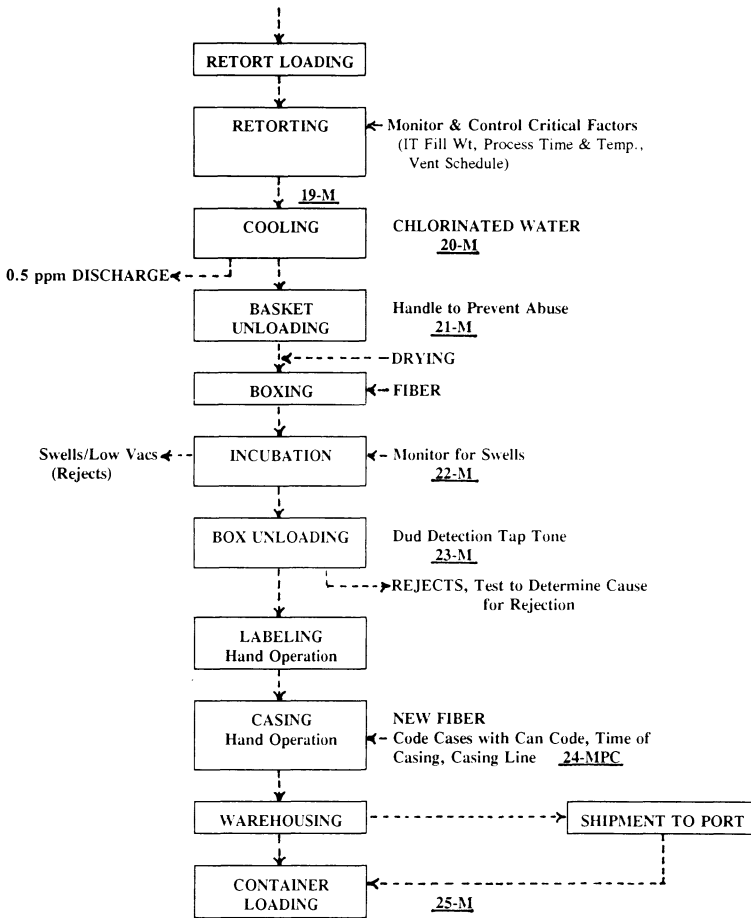 RETORT LOADING
RETORTING
Monitor & Control Critical Factors
(IT Fill Wt, Process Time & Temp.,
Vent Schedule)
19-M
COOLING
CHLORINATED WATER
20-M
0.5 ppm DISCHARGE
BASKET
UNLOADING
Handle to Prevent Abuse
21-M
DRYING
BOXING
FIBER
Swells/Low Vacs
(Rejects)
INCUBATION
Monitor for Swells
22-M
BOX UNLOADING
Dud Detection Tap Tone
23-M
REJECTS, Test to Determine Cause
for Rejection
LABELING
Hand Operation
CASING
Hand Operation
NEW FIBER
Code Cases with Can Code, Time of
Casing, Casing Line 24-MPC
WAREHOUSING
SHIPMENT TO PORT
CONTAINER
LOADING
25-M